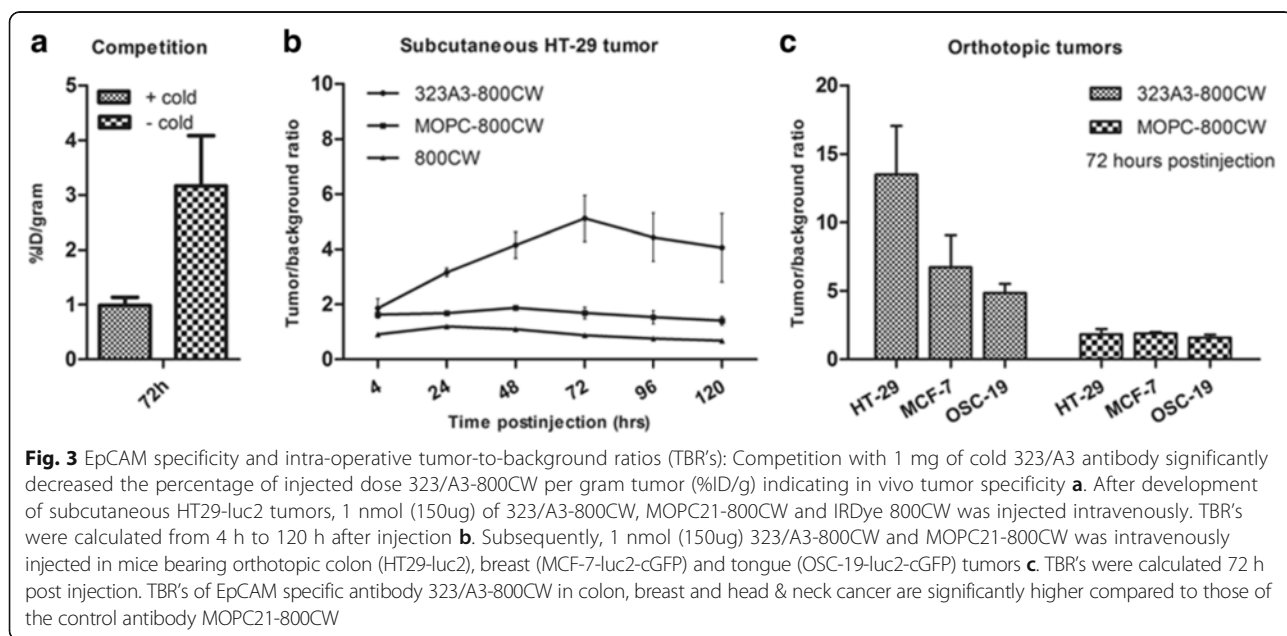 a
Competition
%ID/gram
5
4
3
2
1
0
+ cold
- cold
72h
b
Subcutaneous HT-29 tumor
Tumor/background ratio
10
8
6
4
2
0
323A3-800CW
MOPC-800CW
800CW
4
24
48
72
96
120
Time postinjection (hrs)
c
Orthotopic tumors
Tumor/background ratio
20
15
10
5
0
323A3-800CW
MOPC-800CW
72 hours postinjection
HT-29
MCF-7
OSC-19
HT-29
MCF-7
OSC-19
Fig. 3 EpCAM specificity and intra-operative tumor-to-background ratios (TBR's): Competition with 1 mg of cold 323/A3 antibody significantly
decreased the percentage of injected dose 323/A3-800CW per gram tumor (%ID/g) indicating in vivo tumor specificity a. After development
of subcutaneous HT29-luc2 tumors, 1 nmol (150ug) of 323/A3-800CW, MOPC21-800CW and IRDye 800CW was injected intravenously. TBR's
were calculated from 4 h to 120 h after injection b. Subsequently, 1 nmol (150ug) 323/A3-800CW and MOPC21-800CW was intravenously
injected in mice bearing orthotopic colon (HT29-luc2), breast (MCF-7-luc2-cGFP) and tongue (OSC-19-luc2-cGFP) tumors c. TBR's were calculated 72 h
post injection. TBR's of EpCAM specific antibody 323/A3-800CW in colon, breast and head & neck cancer are significantly higher compared to those of
the control antibody MOPC21-800CW